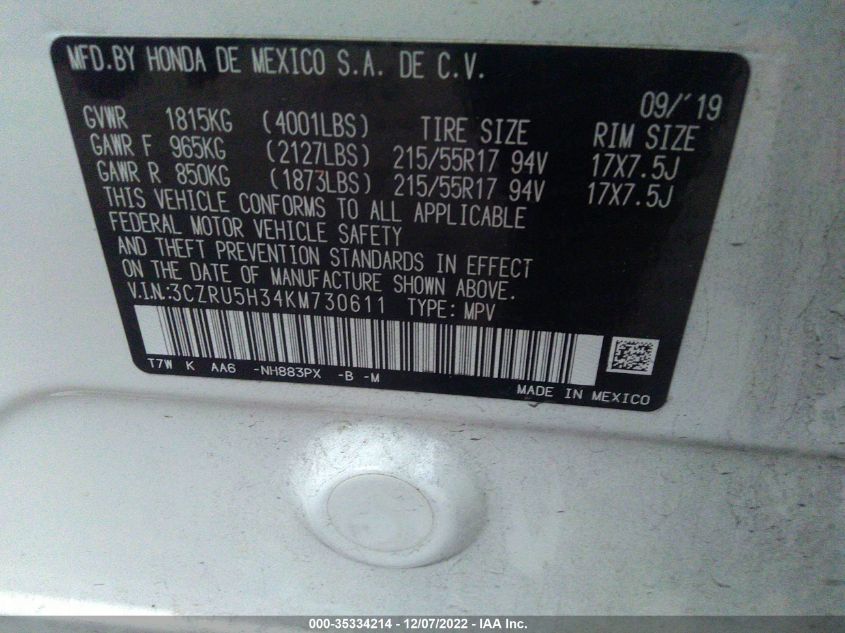 MFD.BY HONDA DE MEXICO S.A. DE C.V.
09/'19
GVWR 1815KG (4001LBS) TIRE SIZE RIM SIZE
GAWR F 965KG (2127LBS) 215/55R17 94V 17X7.5J
GAWR R 850KG (1873LBS) 215/55R17 94V 17X7.5J
THIS VEHICLE CONFORMS TO ALL APPLICABLE
FEDERAL MOTOR VEHICLE SAFETY
AND THEFT PREVENTION STANDARDS IN EFFECT
ON THE DATE OF MANUFACTURE SHOWN ABOVE.
V.I.N.:3CZRU5H34KM730611 TYPE: MPV
T7W K AA6 -NH883PX -B -M
MADE IN MEXICO
000-35334214 - 12/07/2022 - IAA Inc.